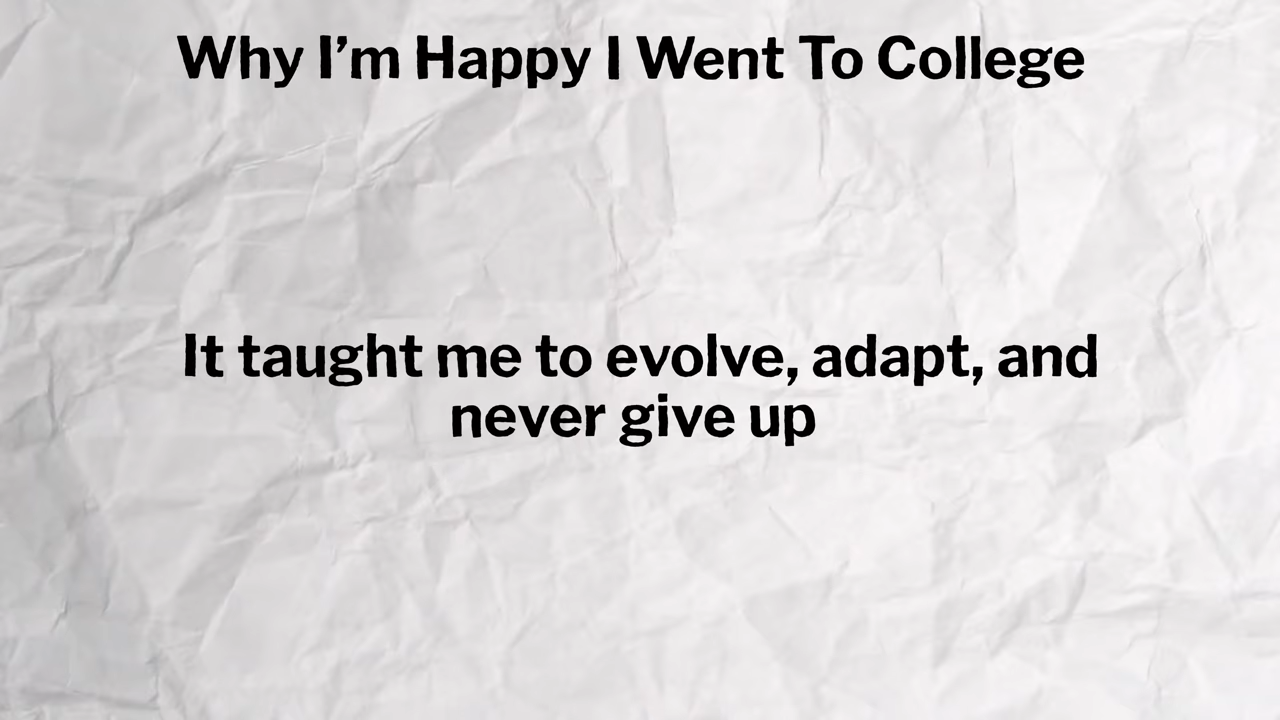 Why I’m Happy I Went To College
It taught me to evolve, adapt, and
never give up